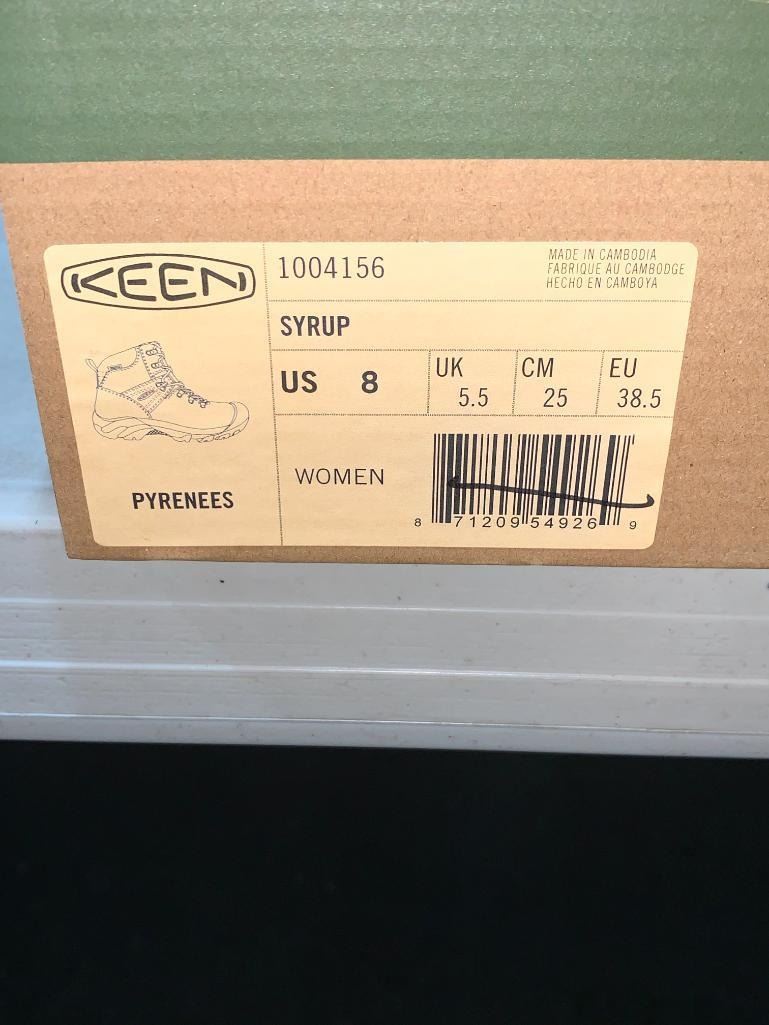 KEEN
1004156
MADE IN CAMBODIA
FABRIQUE AU CAMBODGE
HECHO EN CAMBOYA
SYRUP
US 8
UK 5.5
CM 25
EU 38.5
PYRENEES
WOMEN
8 71209 54926 9